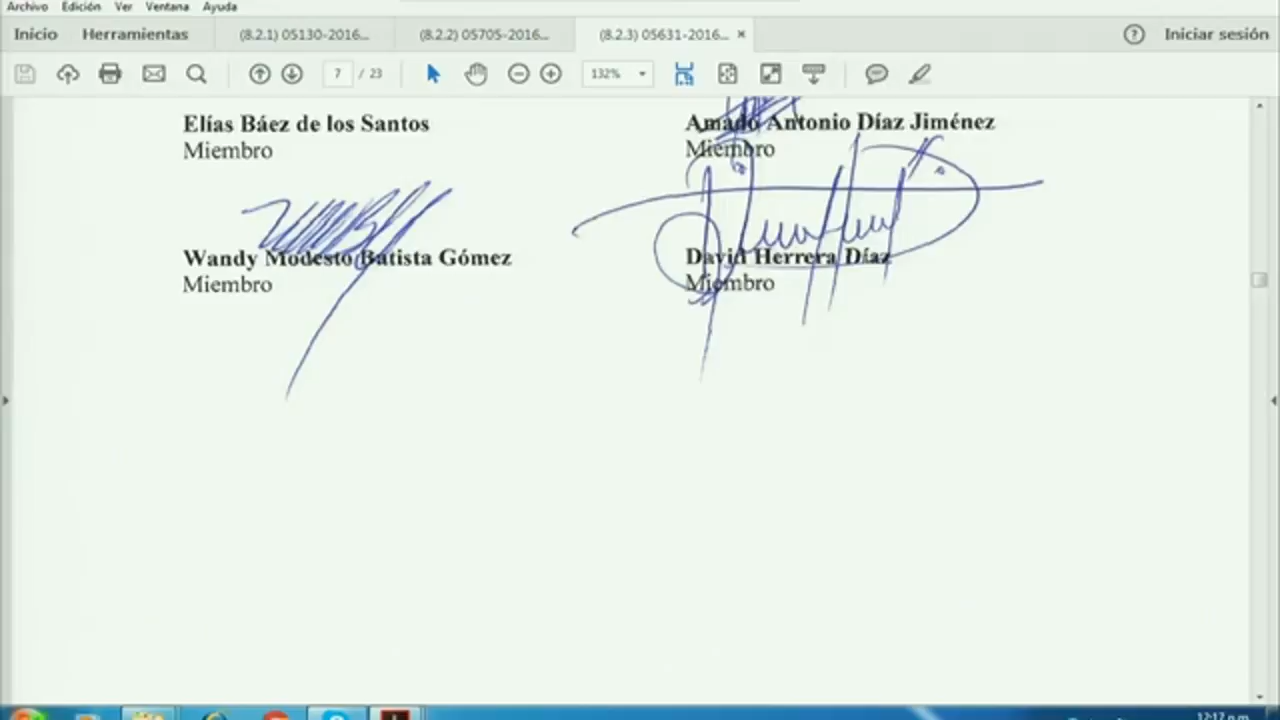 Archivo Edición Ver Ventana Ayuda
Inicio Herramientas (8.2.1) 05130-2016... (8.2.2) 05705-2016... (8.2.3) 05631-2016... × ? Iniciar sesión
7 / 23 132%
Elías Báez de los Santos
Miembro
Amado Antonio Díaz Jiménez
Miembro
Wandy Modesto Batista Gómez
Miembro
David Herrera Díaz
Miembro
12:17 p.m.